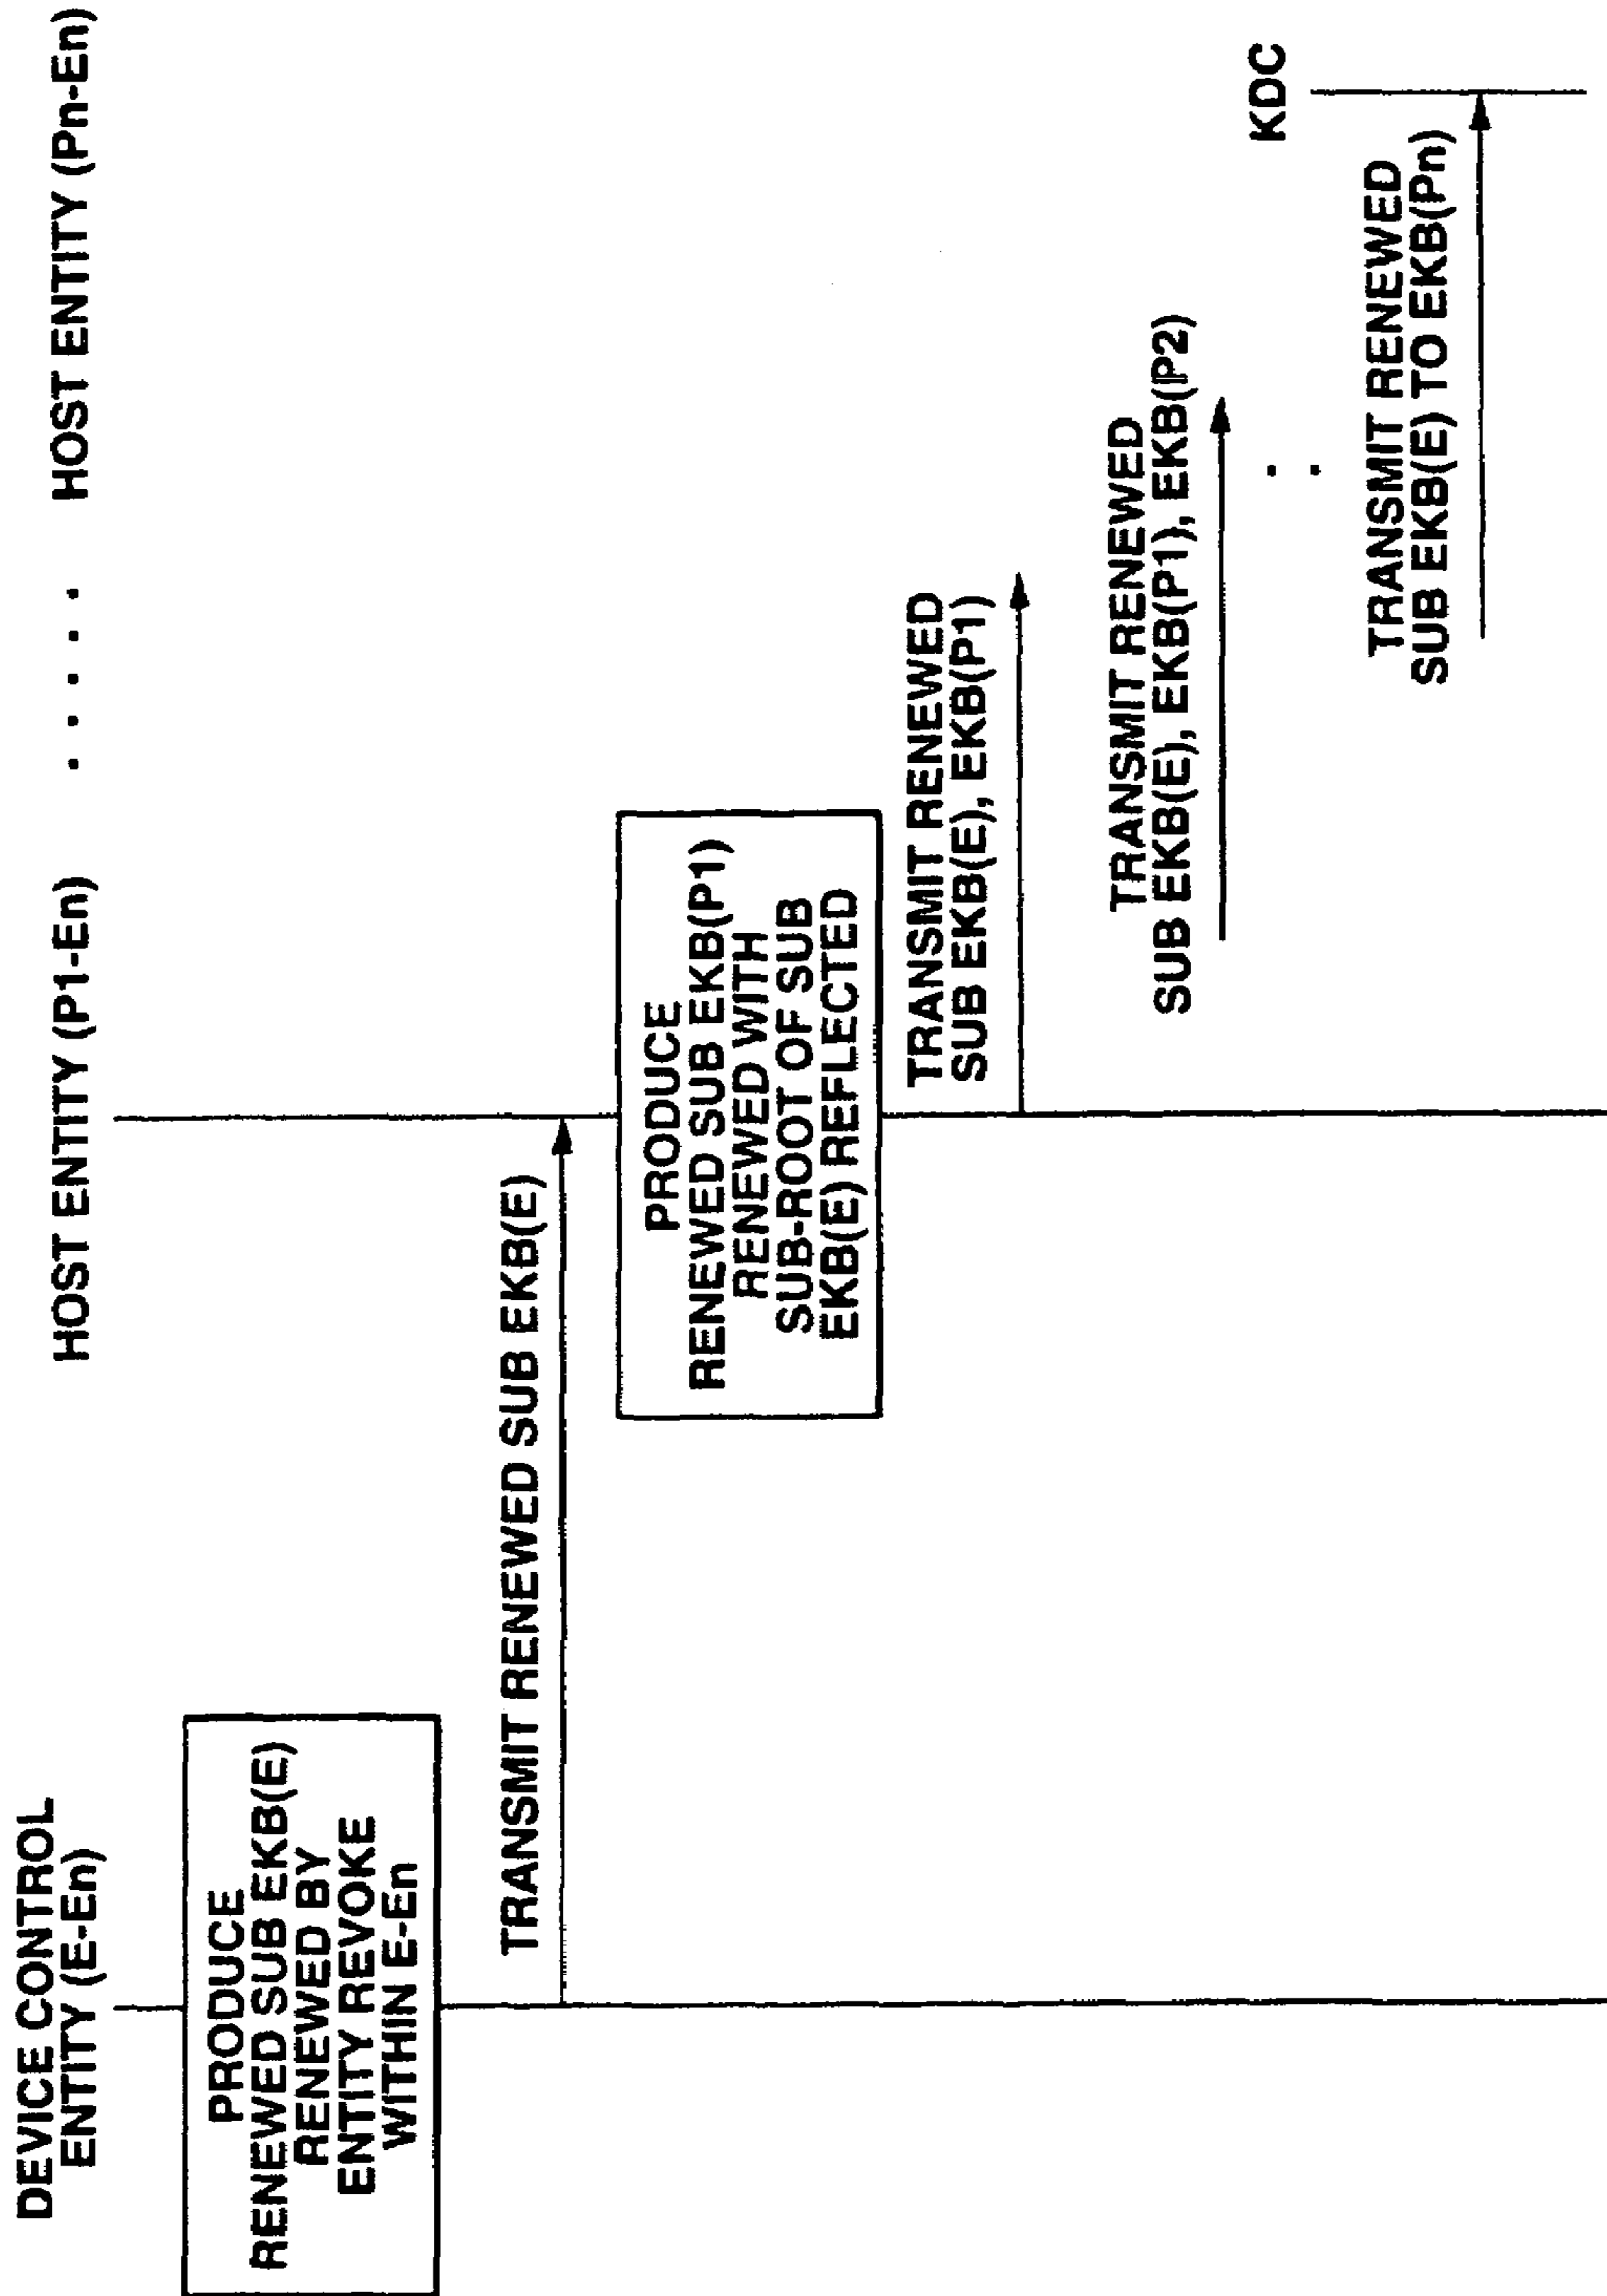 DEVICE CONTROL
ENTITY (E-En)
HOST ENTITY (P1-En)
. . . . .
HOST ENTITY (Pn-En)
PRODUCE
RENEWED SUB EKB(E)
RENEWED BY
ENTITY REVOKE
WITHIN E-En
TRANSMIT RENEWED SUB EKB(E)
PRODUCE
RENEWED SUB EKB(P1)
RENEWED WITH
SUB-ROOT OF SUB
EKB(E) REFLECTED
TRANSMIT RENEWED
SUB EKB(E), EKB(P1)
TRANSMIT RENEWED
SUB EKB(E), EKB(P1), EKB(P2)
. .
KDC
TRANSMIT RENEWED
SUB EKB(E) TO EKB(Pn)